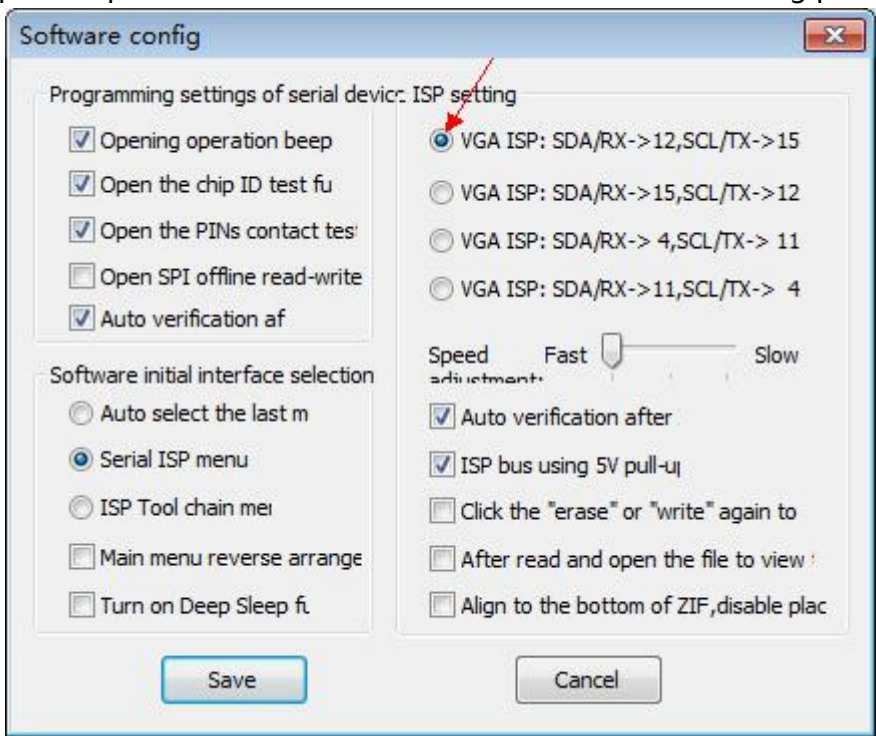 Software config
Programming settings of serial devic
Opening operation beep
Open the chip ID test fu
Open the PINs contact tes
Open SPI offline read-write
Auto verification af
Software initial interface selection
Auto select the last m
Serial ISP menu
ISP Tool chain me
Main menu reverse arrange
Turn on Deep Sleep f
ISP setting
VGA ISP: SDA/RX->12,SCL/TX->15
VGA ISP: SDA/RX->15,SCL/TX->12
VGA ISP: SDA/RX-> 4,SCL/TX-> 11
VGA ISP: SDA/RX->11,SCL/TX-> 4
Speed Fast Slow
adjustment:
Auto verification after
ISP bus using 5V pull-u
Click the "erase" or "write" again to
After read and open the file to view
Align to the bottom of ZIF,disable plac
Save
Cancel